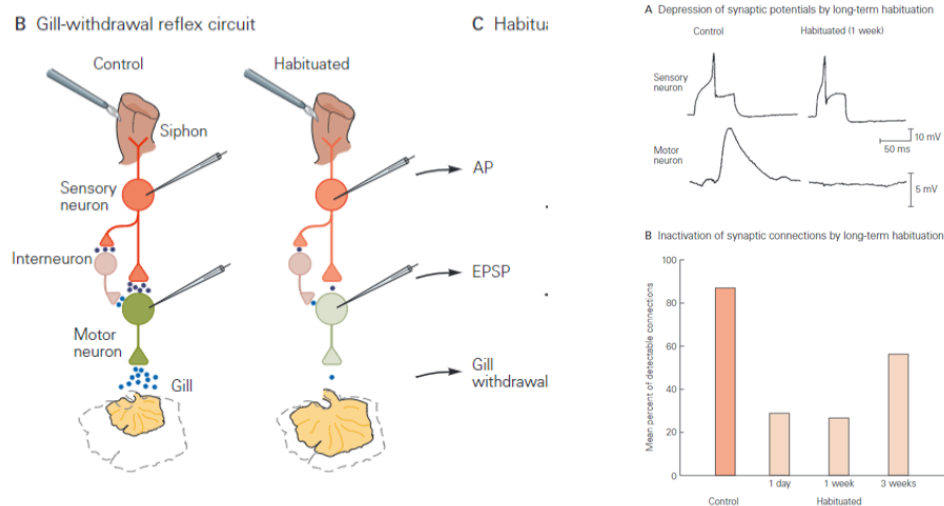 B Gill-withdrawal reflex circuit
Control
Habituated
Siphon
Sensory
neuron
Interneuron
Motor
neuron
Gill
C Habitu
AP
EPSP
Gill
withdrawal
A Depression of synaptic potentials by long-term habituation
Control
Habituated (1 week)
Sensory
neuron
10 mV
50 ms
Motor
neuron
5 mV
B Inactivation of synaptic connections by long-term habituation
Mean percent of detectable connections
100
80
60
40
20
0
1 day
1 week
3 weeks
Control
Habituated